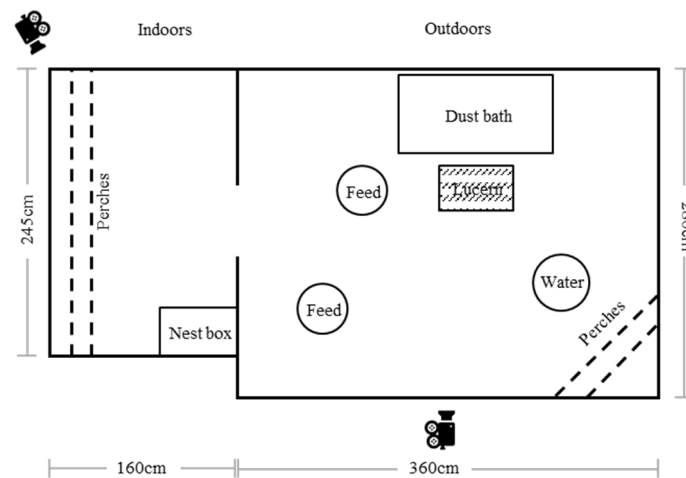 Indoors
Outdoors
Dust bath
Feed
Lucern
Perches
245cm
Water
Feed
Perches
Nest box
160cm
360cm